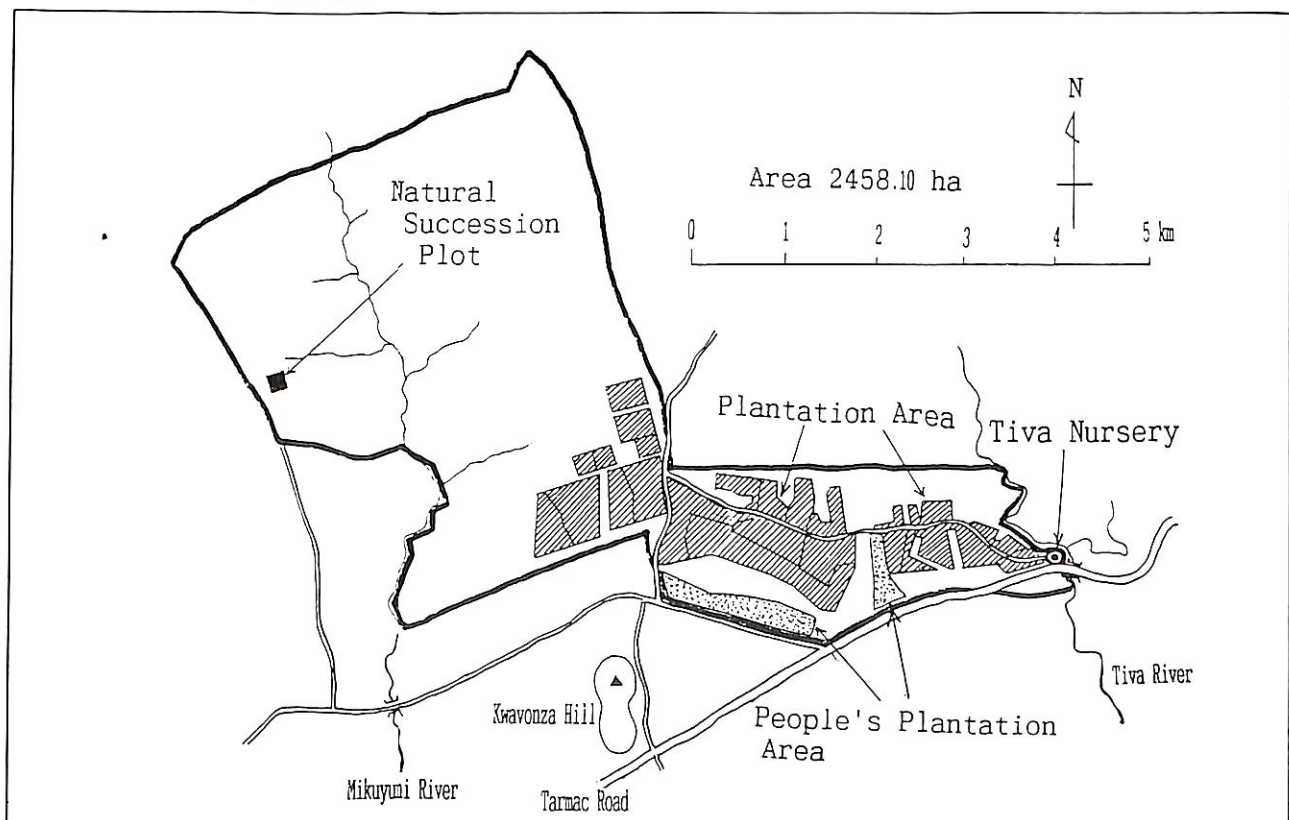 N
Area 2458.10 ha
0 1 2 3 4 5 km
Natural
Succession
Plot
Plantation Area
Tiva Nursery
Tiva River
Kwavonza Hill
People's Plantation
Area
Mikuyuni River
Tarmac Road